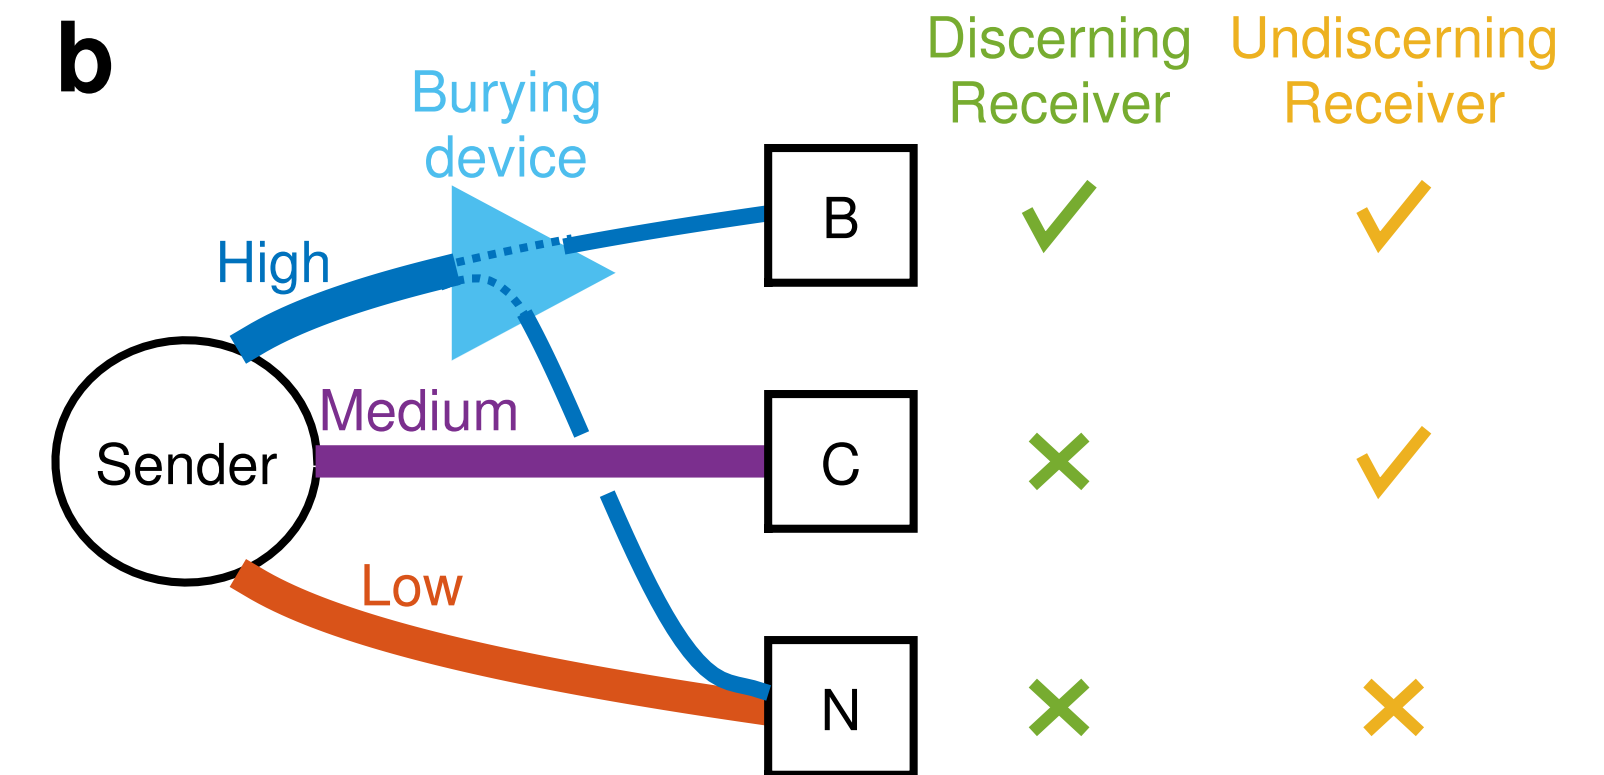 b
Discerning
Receiver
Undiscerning
Receiver
Burying
device
High
B
Medium
Sender
C
Low
N